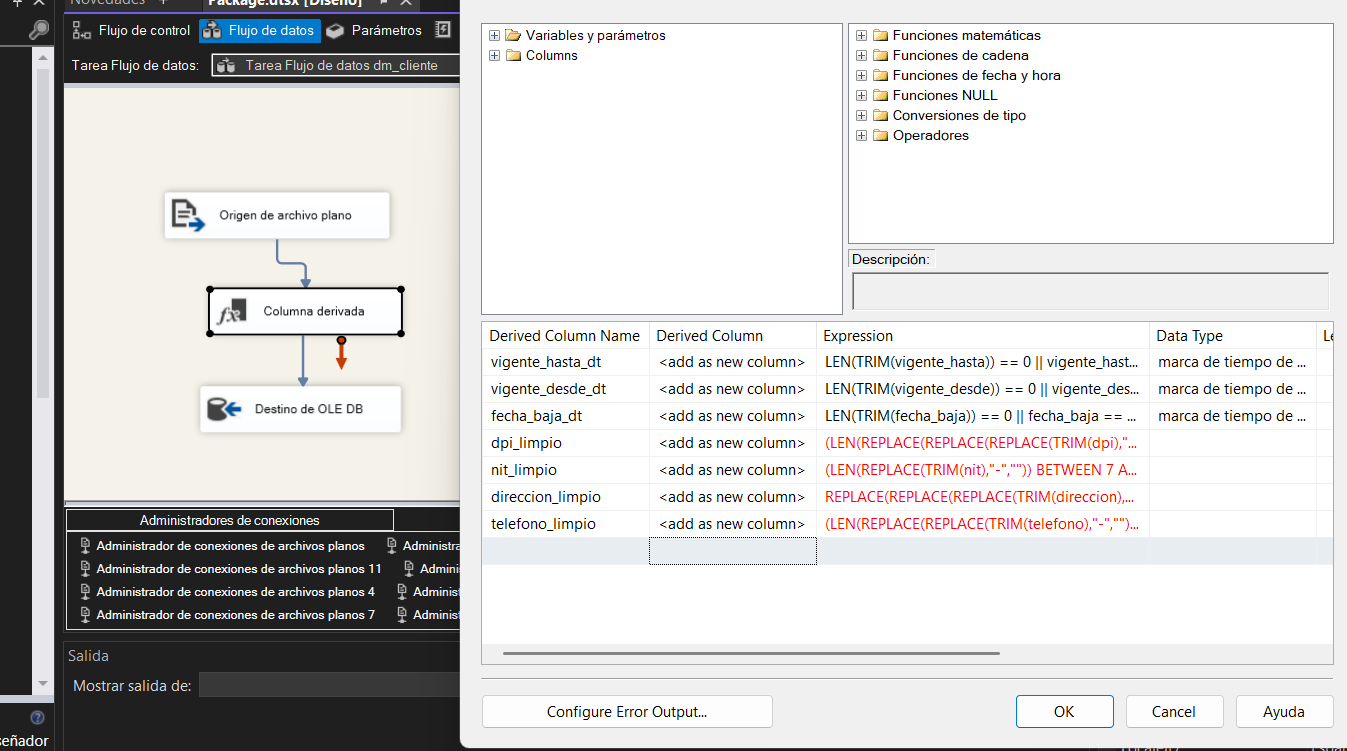 Novedades
Package.dtsx [Diseño]
Flujo de control
Flujo de datos
Parámetros
Tarea Flujo de datos:
Tarea Flujo de datos dm_cliente
Origen de archivo plano
Columna derivada
Destino de OLE DB
Administradores de conexiones
Administrador de conexiones de archivos planos
Administra
Administrador de conexiones de archivos planos 11
Admini
Administrador de conexiones de archivos planos 4
Adminis
Administrador de conexiones de archivos planos 7
Adminis
Salida
Mostrar salida de:
señador
Variables y parámetros
Columns
Funciones matemáticas
Funciones de cadena
Funciones de fecha y hora
Funciones NULL
Conversiones de tipo
Operadores
Descripción:
Derived Column Name Derived Column Expression Data Type Le
vigente_hasta_dt <add as new column> LEN(TRIM(vigente_hasta)) == 0 || vigente_hast... marca de tiempo de ...
vigente_desde_dt <add as new column> LEN(TRIM(vigente_desde)) == 0 || vigente_des... marca de tiempo de ...
fecha_baja_dt <add as new column> LEN(TRIM(fecha_baja)) == 0 || fecha_baja == ... marca de tiempo de ...
dpi_limpio <add as new column> (LEN(REPLACE(REPLACE(REPLACE(TRIM(dpi),"...
nit_limpio <add as new column> (LEN(REPLACE(TRIM(nit),"-","")) BETWEEN 7 A...
direccion_limpio <add as new column> REPLACE(REPLACE(REPLACE(TRIM(direccion),...
telefono_limpio <add as new column> (LEN(REPLACE(REPLACE(TRIM(telefono),"-","")...
Configure Error Output...
OK
Cancel
Ayuda